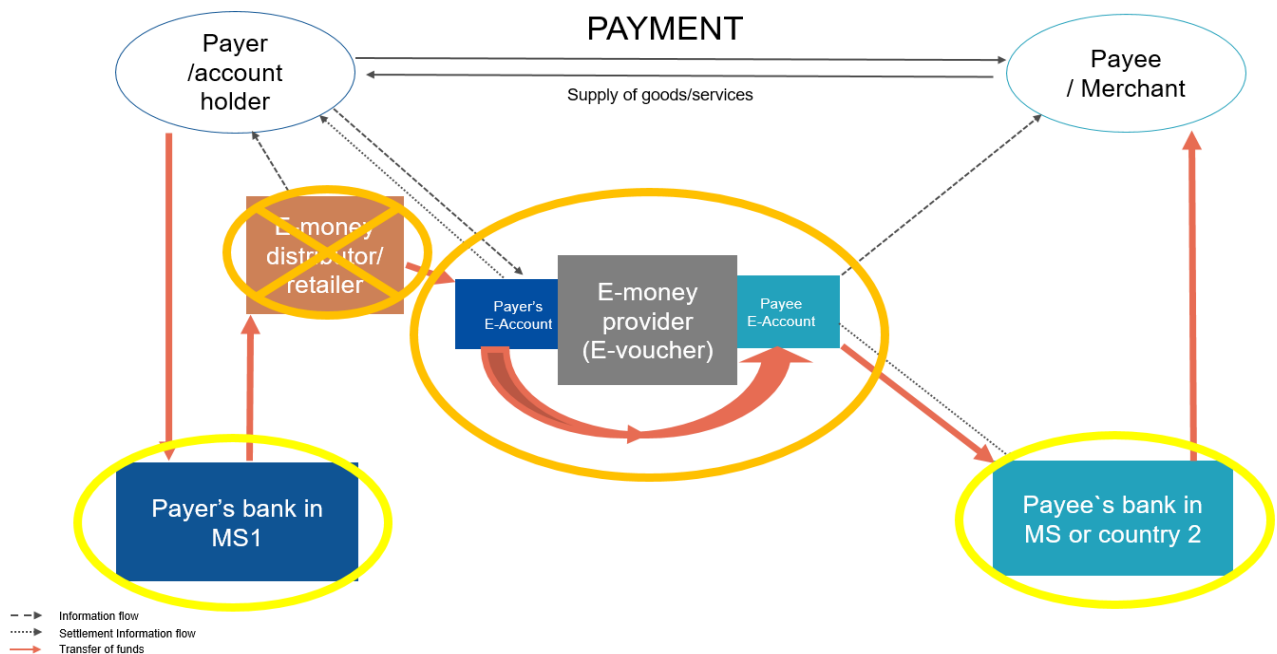 PAYMENT
Payer
/account
holder
Payee
/ Merchant
Supply of goods/services
E-money
distributor/
retailer
Payer's
E-Account
E-money
provider
(E-voucher)
Payee
E-Account
Payer’s bank in
MS1
Payee`s bank in
MS or country 2
Information flow
Settlement Information flow
Transfer of funds